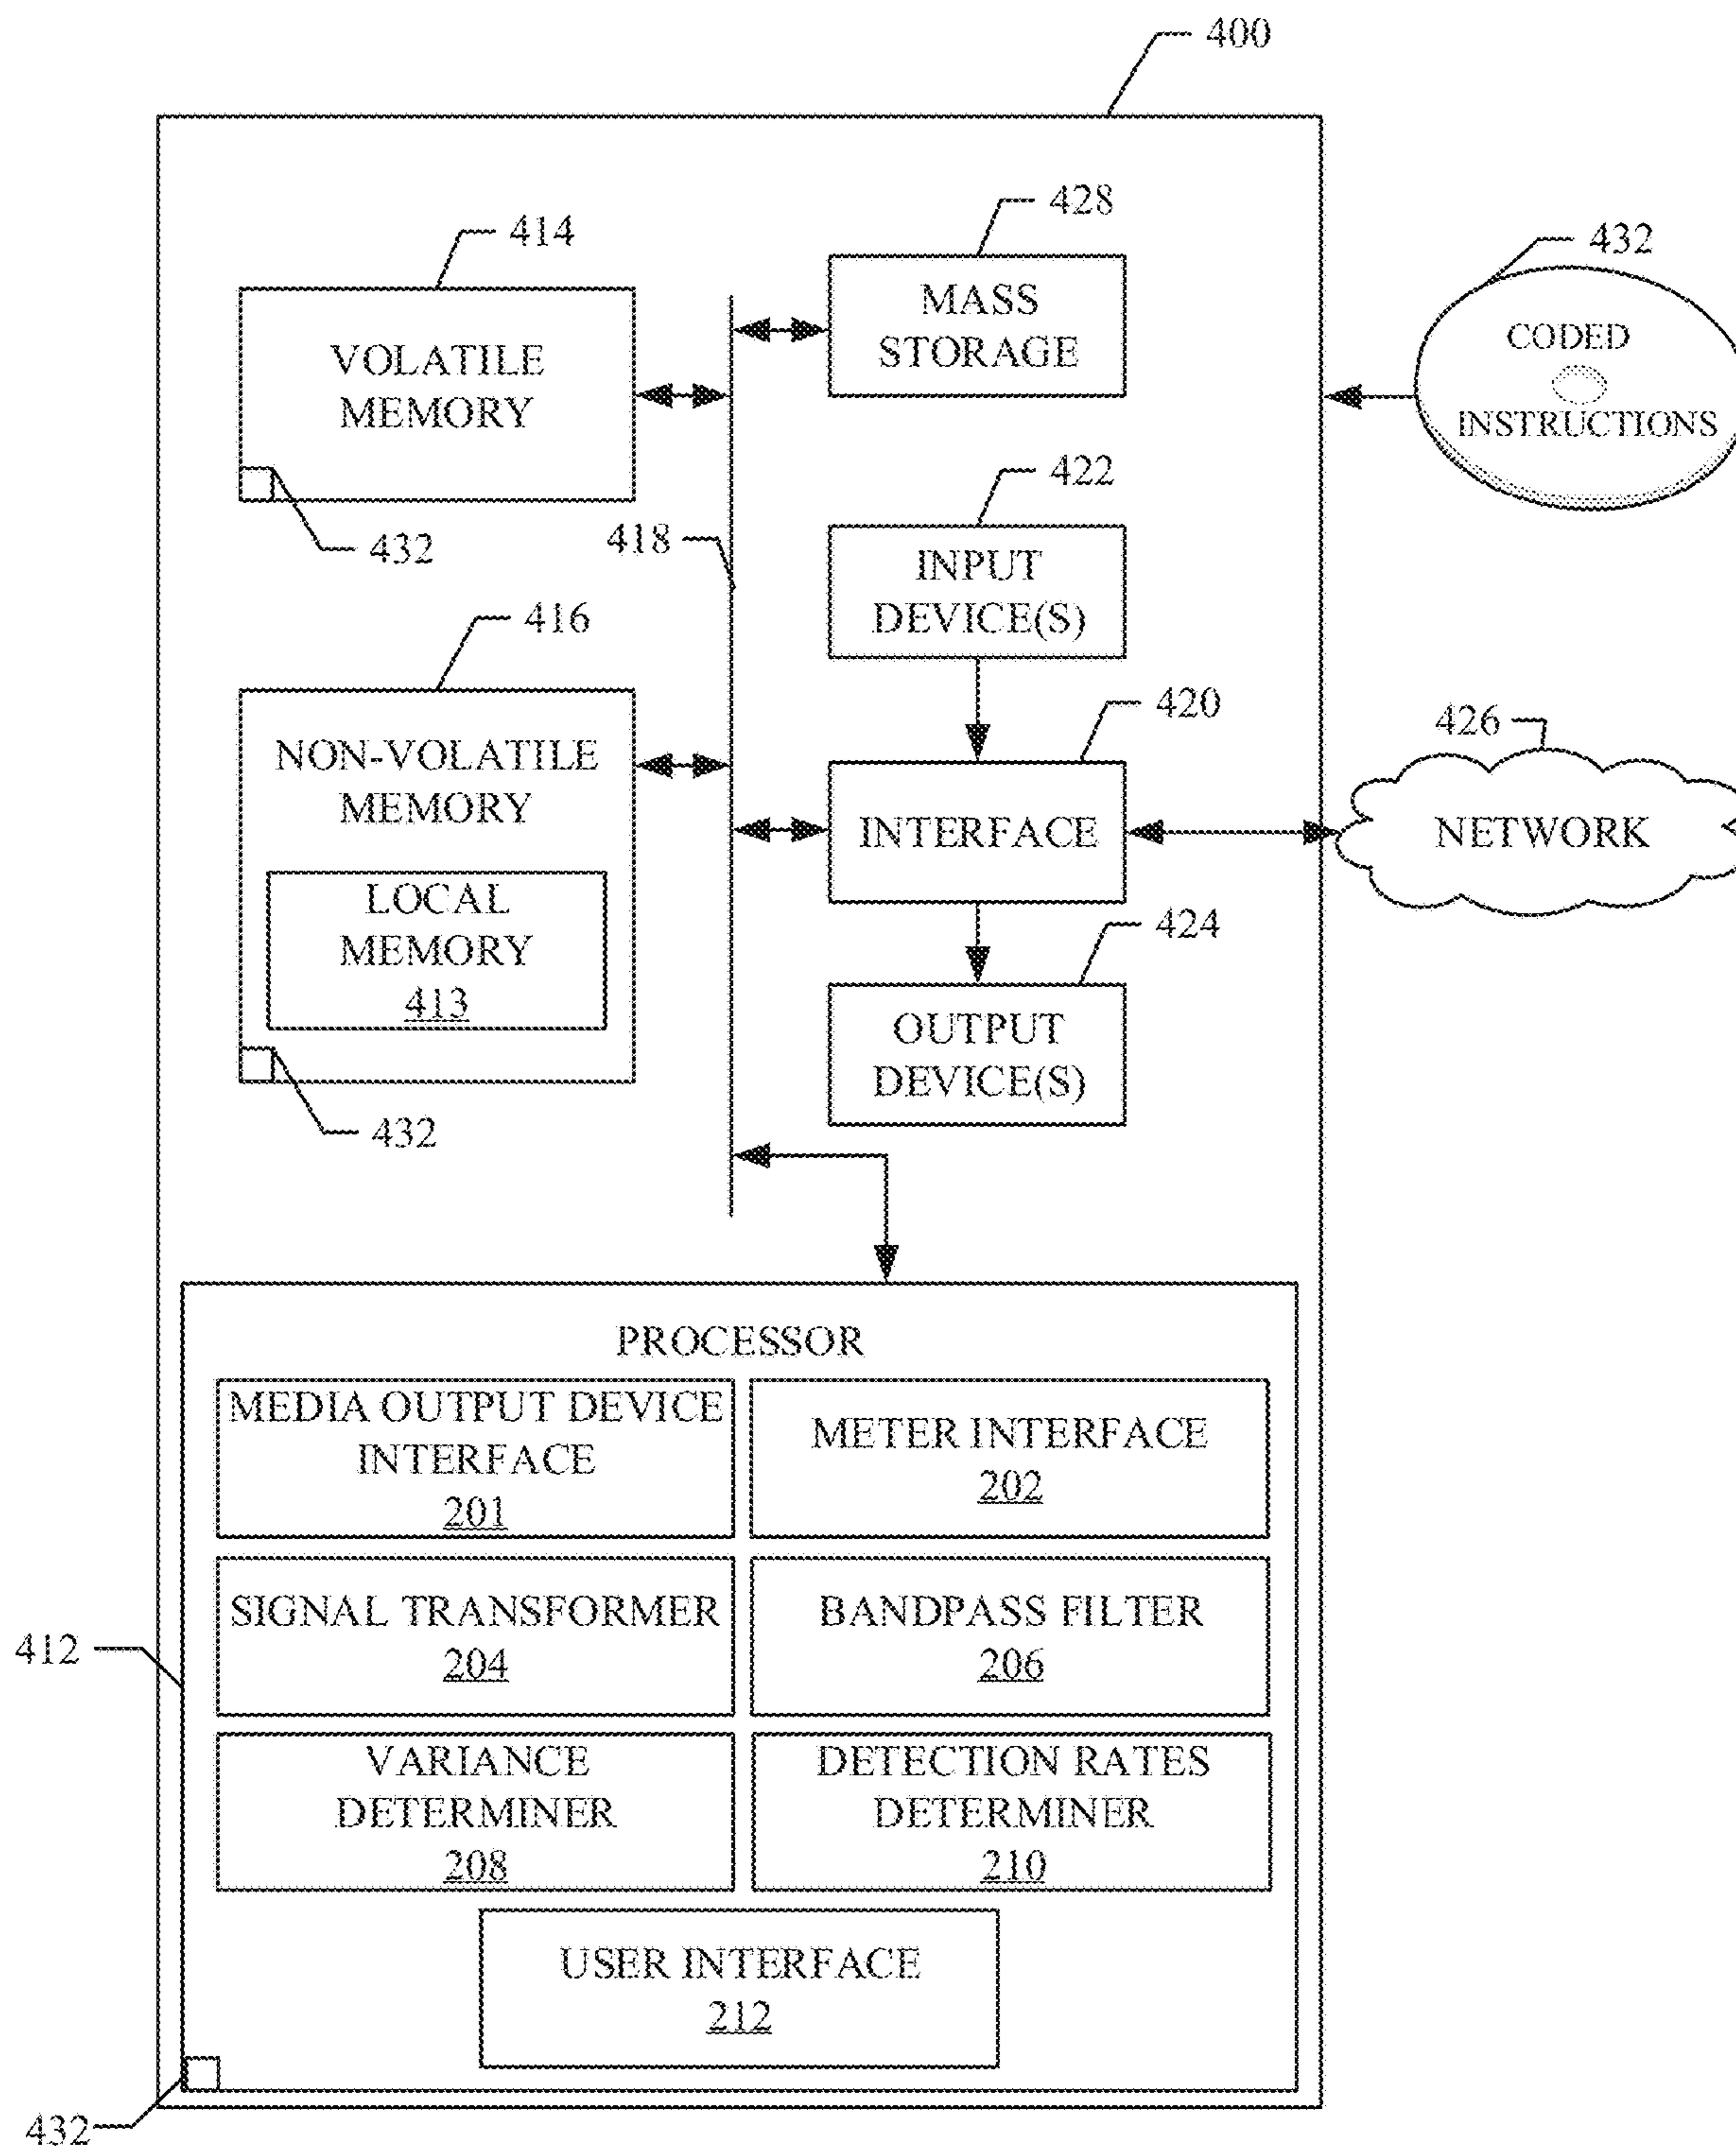 400
414
VOLATILE
MEMORY
432
428
MASS
STORAGE
432
CODED
INSTRUCTIONS
418
422
INPUT
DEVICE(S)
416
NON-VOLATILE
MEMORY
LOCAL
MEMORY
413
432
420
INTERFACE
426
NETWORK
424
OUTPUT
DEVICE(S)
412
PROCESSOR
MEDIA OUTPUT DEVICE
INTERFACE
201
METER INTERFACE
202
SIGNAL TRANSFORMER
204
BANDPASS FILTER
206
VARIANCE
DETERMINER
208
DETECTION RATES
DETERMINER
210
USER INTERFACE
212
432